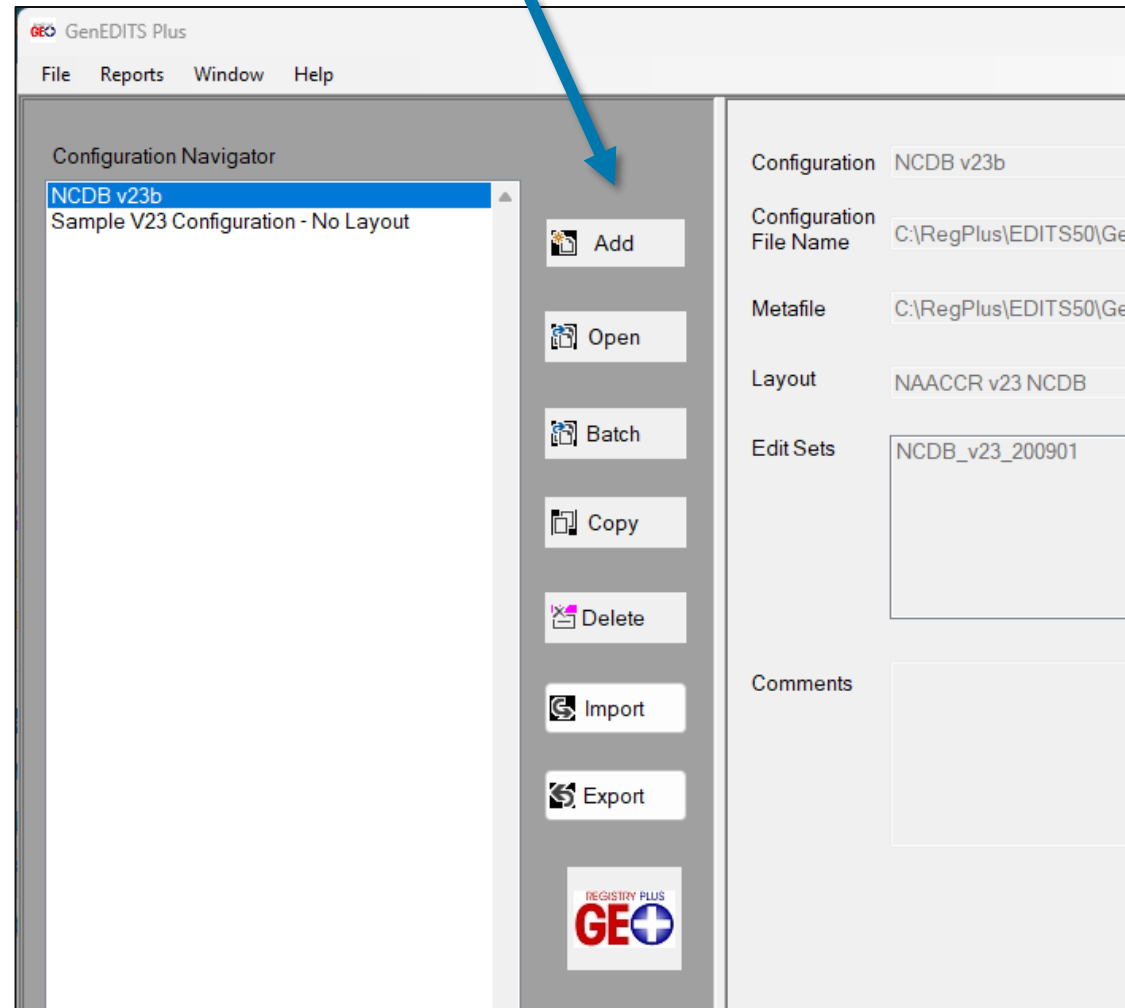 GEO GenEDITS Plus
File Reports Window Help
Configuration Navigator
NCDB v23b
Sample V23 Configuration - No Layout
Add
Open
Batch
Copy
Delete
Import
Export
REGISTRY PLUS
GE
Configuration NCDB v23b
Configuration
File Name C:\RegPlus\EDITS50\Ge
Metafile C:\RegPlus\EDITS50\Ge
Layout NAACCR v23 NCDB
Edit Sets NCDB_v23_200901
Comments